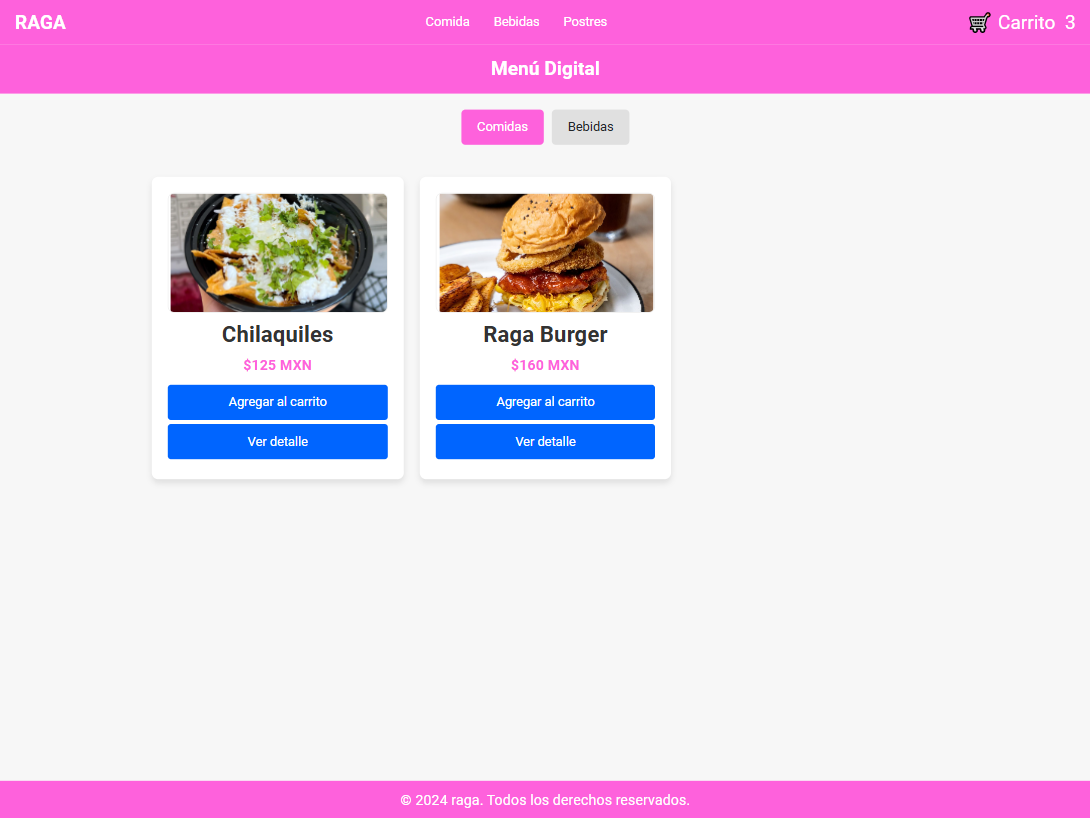 RAGA
Comida Bebidas Postres
Carrito 3
Menú Digital
Comidas Bebidas
Chilaquiles
$125 MXN
Agregar al carrito
Ver detalle
Raga Burger
$160 MXN
Agregar al carrito
Ver detalle
© 2024 raga. Todos los derechos reservados.